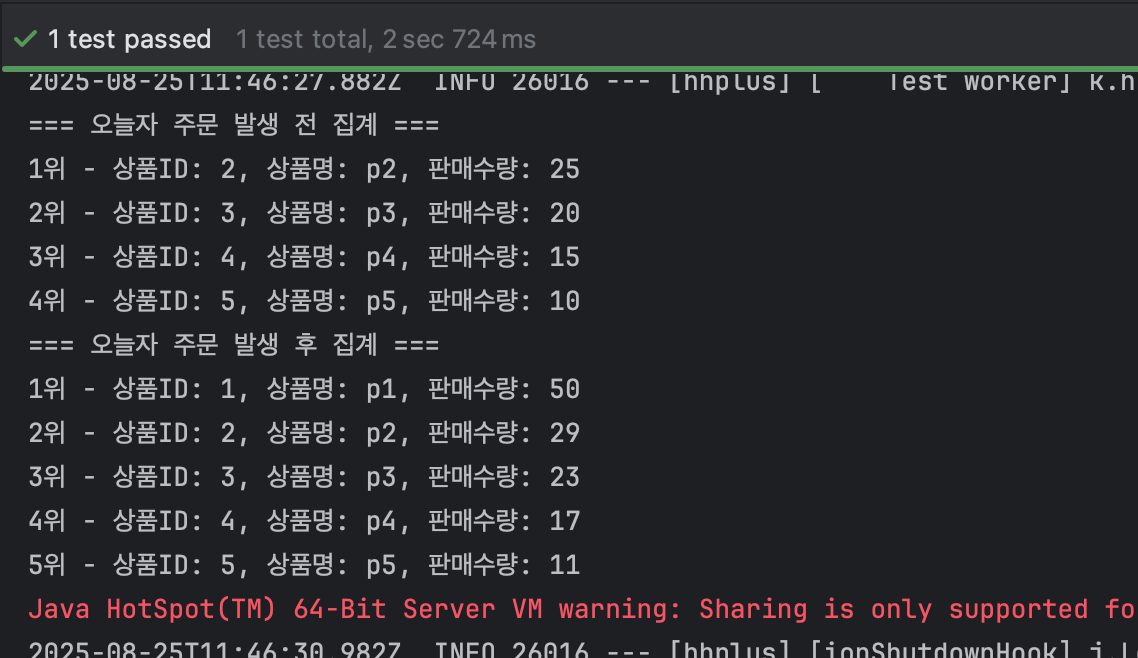 1 test passed 1 test total, 2 sec 724 ms
2025-08-25T11:46:27.882Z INFO 26016 --- [hhplus] [ Test worker] k.h
=== 오늘자 주문 발생 전 집계 ===
1위 - 상품ID: 2, 상품명: p2, 판매수량: 25
2위 - 상품ID: 3, 상품명: p3, 판매수량: 20
3위 - 상품ID: 4, 상품명: p4, 판매수량: 15
4위 - 상품ID: 5, 상품명: p5, 판매수량: 10
=== 오늘자 주문 발생 후 집계 ===
1위 - 상품ID: 1, 상품명: p1, 판매수량: 50
2위 - 상품ID: 2, 상품명: p2, 판매수량: 29
3위 - 상품ID: 3, 상품명: p3, 판매수량: 23
4위 - 상품ID: 4, 상품명: p4, 판매수량: 17
5위 - 상품ID: 5, 상품명: p5, 판매수량: 11
Java HotSpot(TM) 64-Bit Server VM warning: Sharing is only supported fo
2025-08-25T11:46:30.982Z INFO 26016 --- [hhplus] [ionShutdownHook]